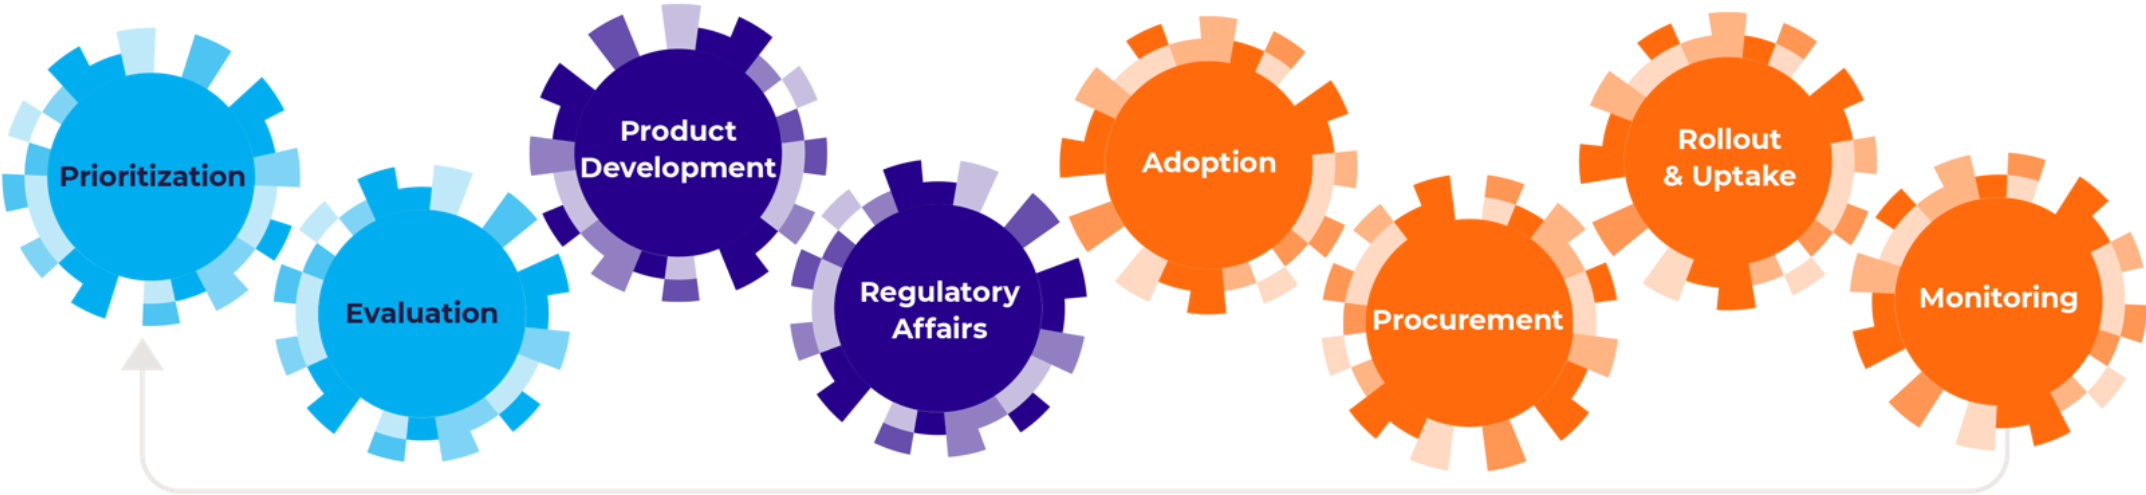 Prioritization
Evaluation
Product
Development
Regulatory
Affairs
Adoption
Procurement
Rollout
& Uptake
Monitoring